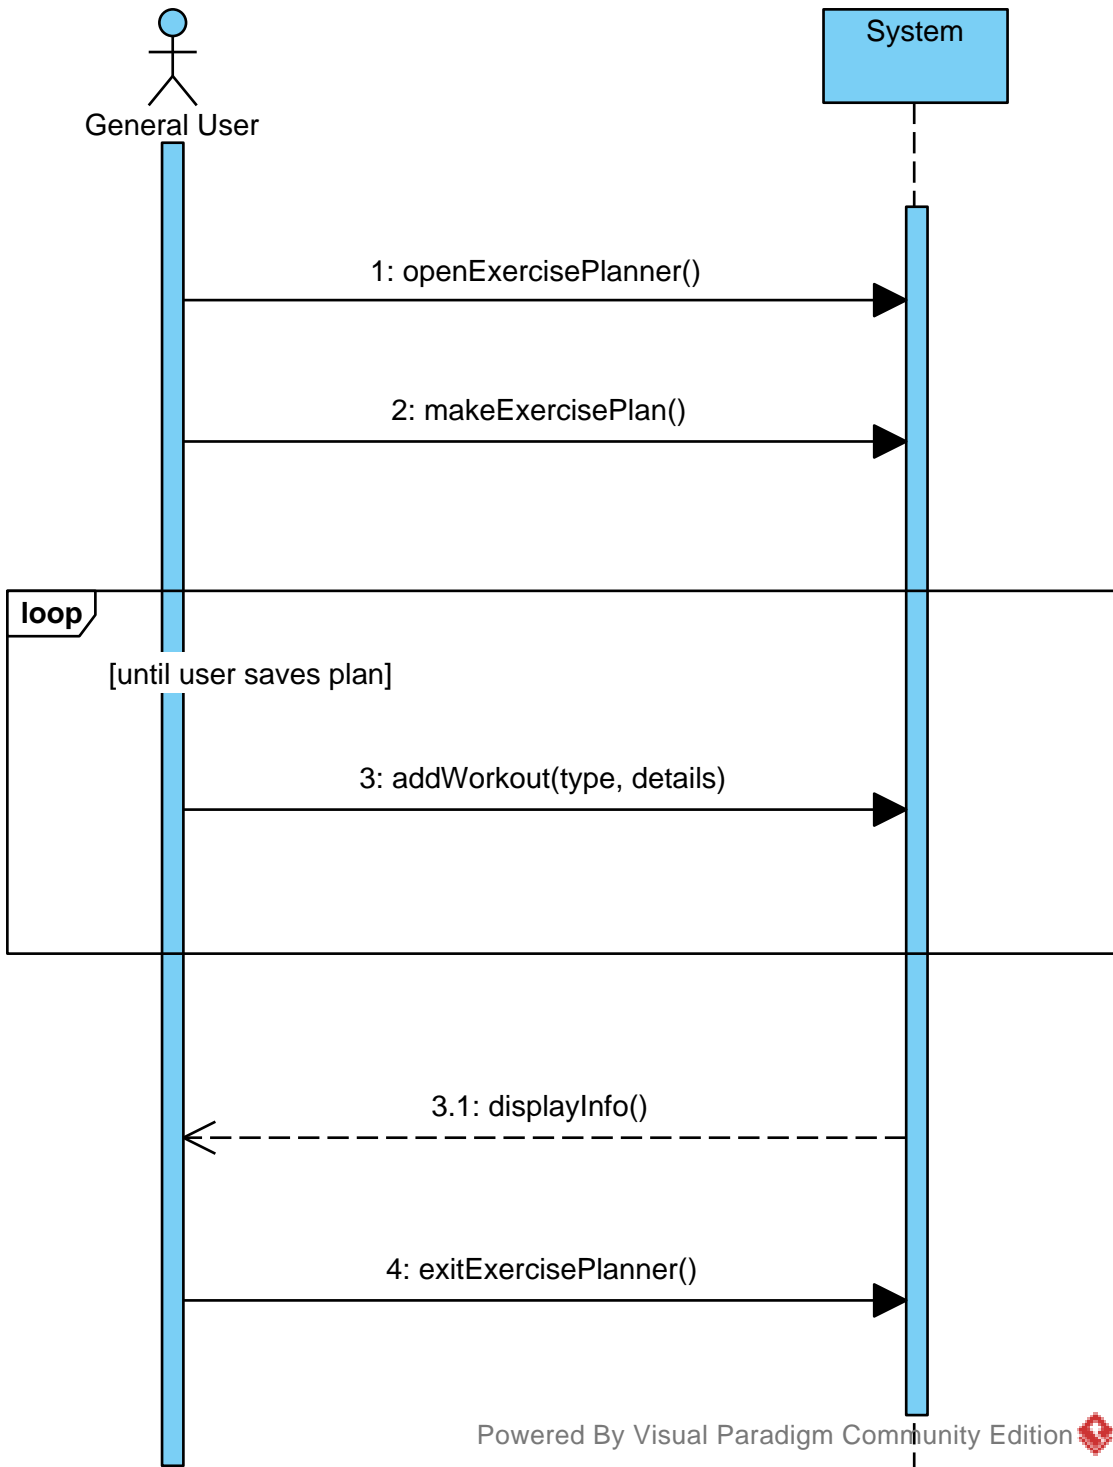 System
General User
1: openExercisePlanner()
2: makeExercisePlan()
loop
[until user saves plan]
3: addWorkout(type, details)
3.1: displayInfo()
4: exitExercisePlanner()
Powered By Visual Paradigm Community Edition